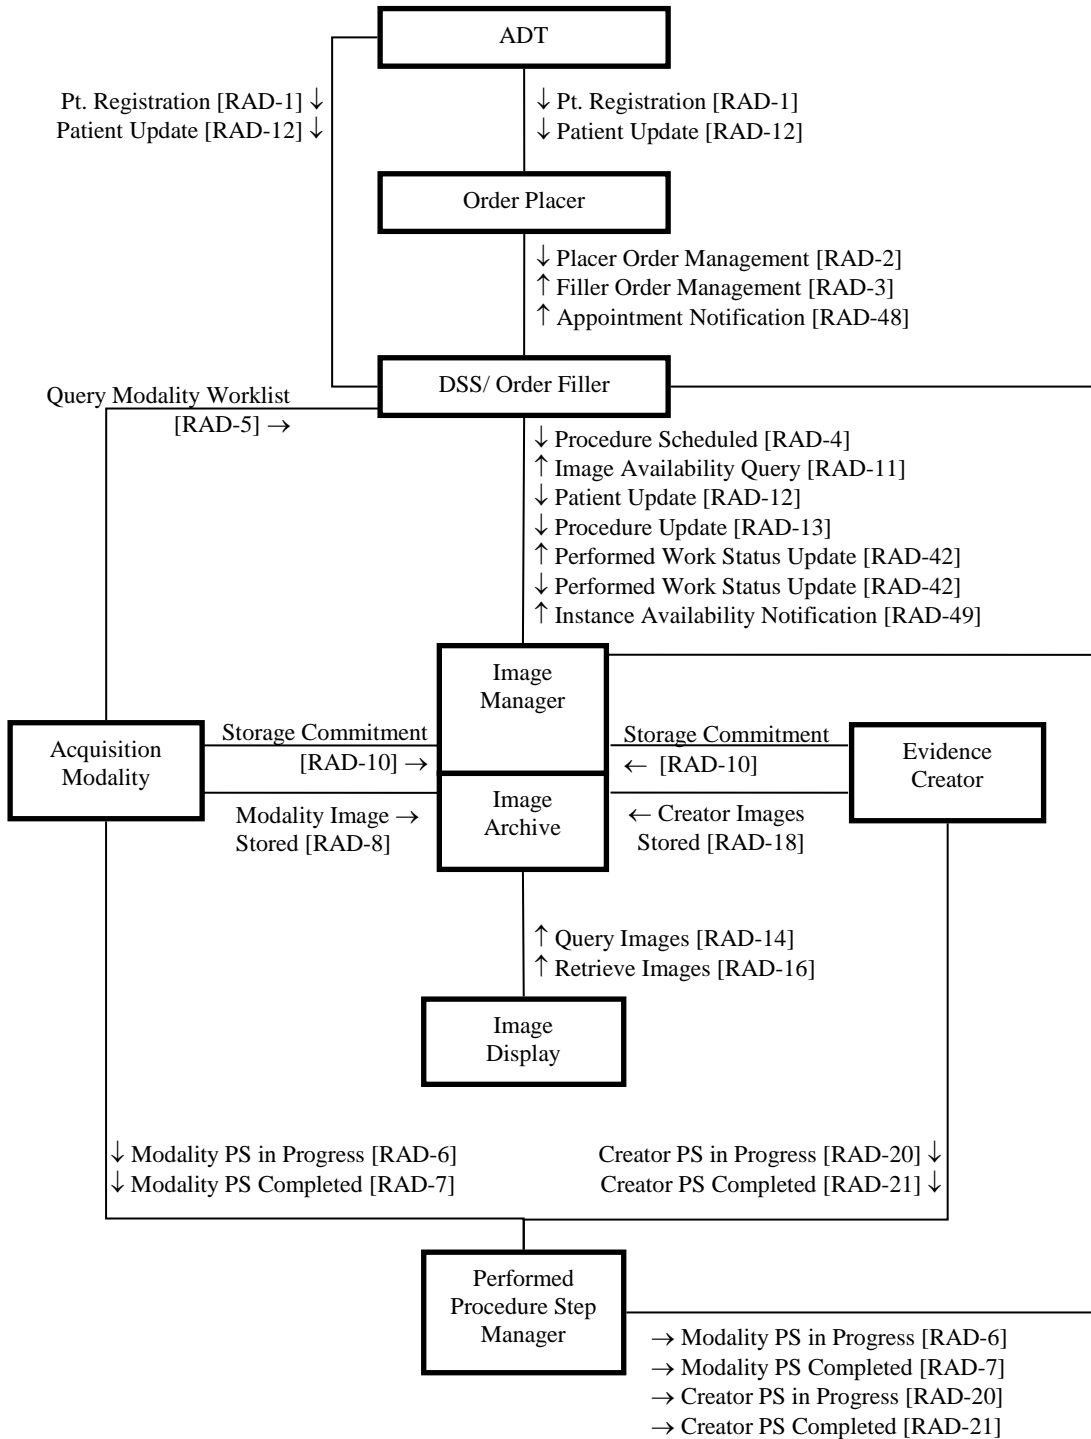 ADT
Pt. Registration [RAD-1] ↓
Patient Update [RAD-12] ↓
↓ Pt. Registration [RAD-1]
↓ Patient Update [RAD-12]
Order Placer
↓ Placer Order Management [RAD-2]
↑ Filler Order Management [RAD-3]
↑ Appointment Notification [RAD-48]
DSS/ Order Filler
Query Modality Worklist
[RAD-5] →
↓ Procedure Scheduled [RAD-4]
↑ Image Availability Query [RAD-11]
↓ Patient Update [RAD-12]
↓ Procedure Update [RAD-13]
↑ Performed Work Status Update [RAD-42]
↓ Performed Work Status Update [RAD-42]
↑ Instance Availability Notification [RAD-49]
Image
Manager
Acquisition
Modality
Storage Commitment
[RAD-10] →
Storage Commitment
← [RAD-10]
Evidence
Creator
Modality Image →
Stored [RAD-8]
Image
Archive
← Creator Images
Stored [RAD-18]
↑ Query Images [RAD-14]
↑ Retrieve Images [RAD-16]
Image
Display
↓ Modality PS in Progress [RAD-6]
↓ Modality PS Completed [RAD-7]
Creator PS in Progress [RAD-20] ↓
Creator PS Completed [RAD-21] ↓
Performed
Procedure Step
Manager
→ Modality PS in Progress [RAD-6]
→ Modality PS Completed [RAD-7]
→ Creator PS in Progress [RAD-20]
→ Creator PS Completed [RAD-21]